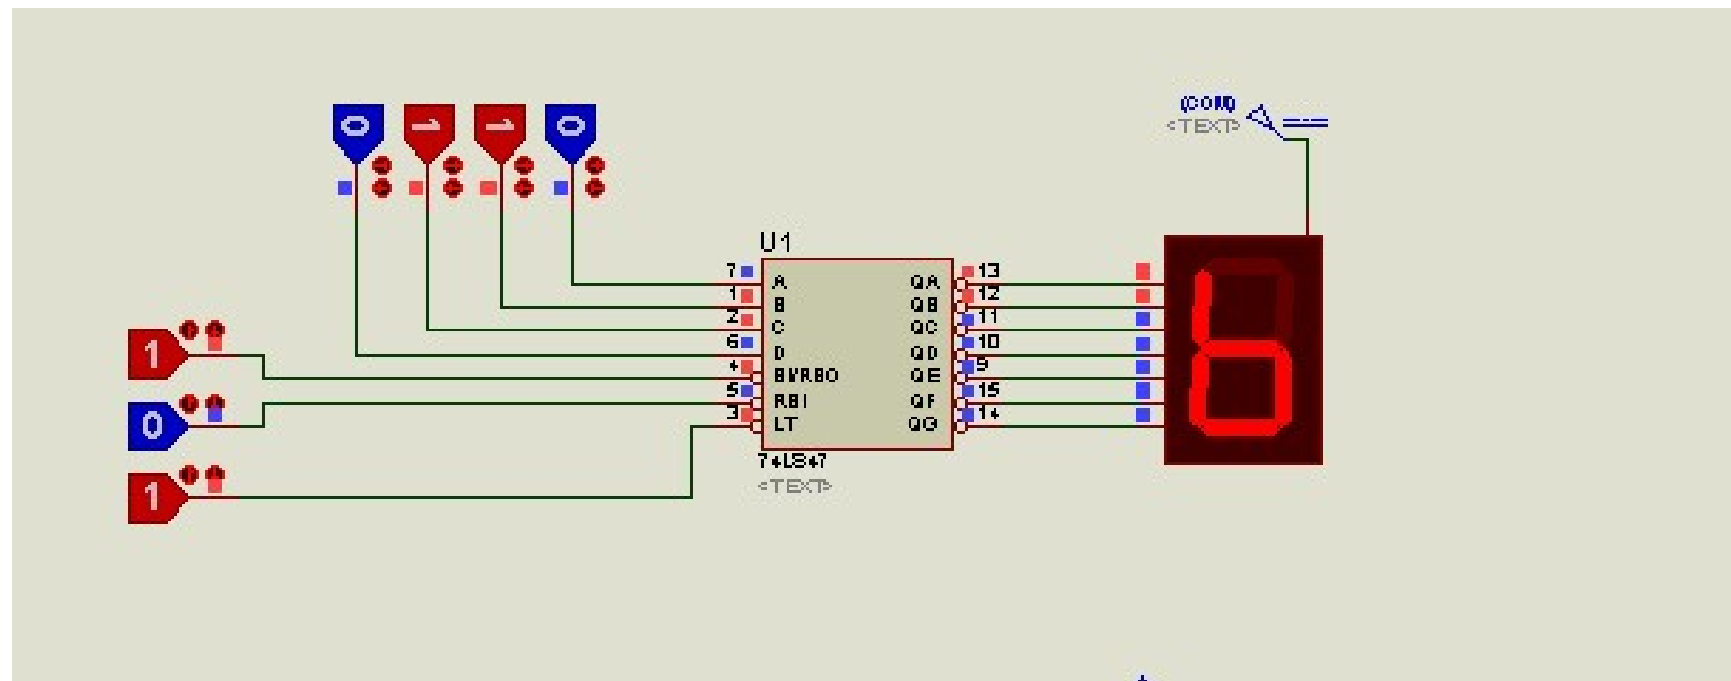 0 1 1 0
(COM)
<TEXT>
U1
7 A QA 13
1 B QB 12
2 C QC 11
6 D QD 10
4 BI/RBO QE 9
5 RBI QF 15
3 LT QG 14
1
0
1
74LS47
<TEXT>